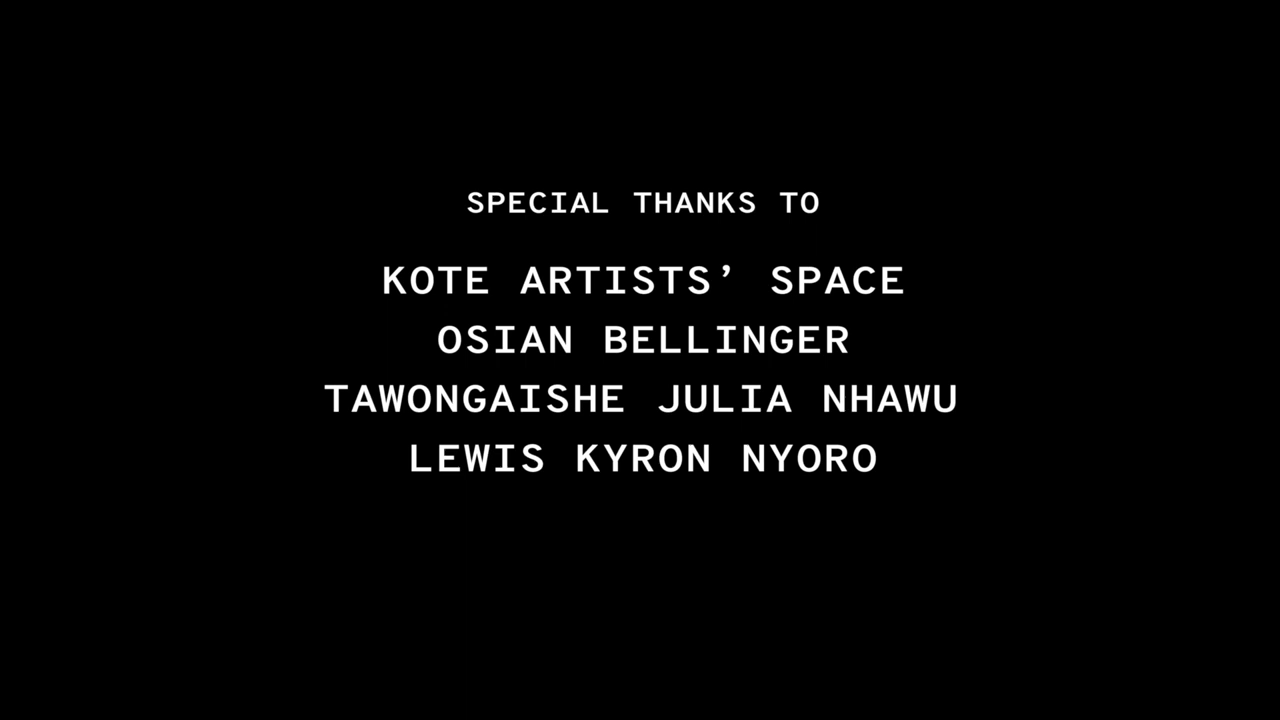 SPECIAL THANKS TO
KOTE ARTISTS’ SPACE
OSIAN BELLINGER
TAWONGAISHE JULIA NHAWU
LEWIS KYRON NYORO